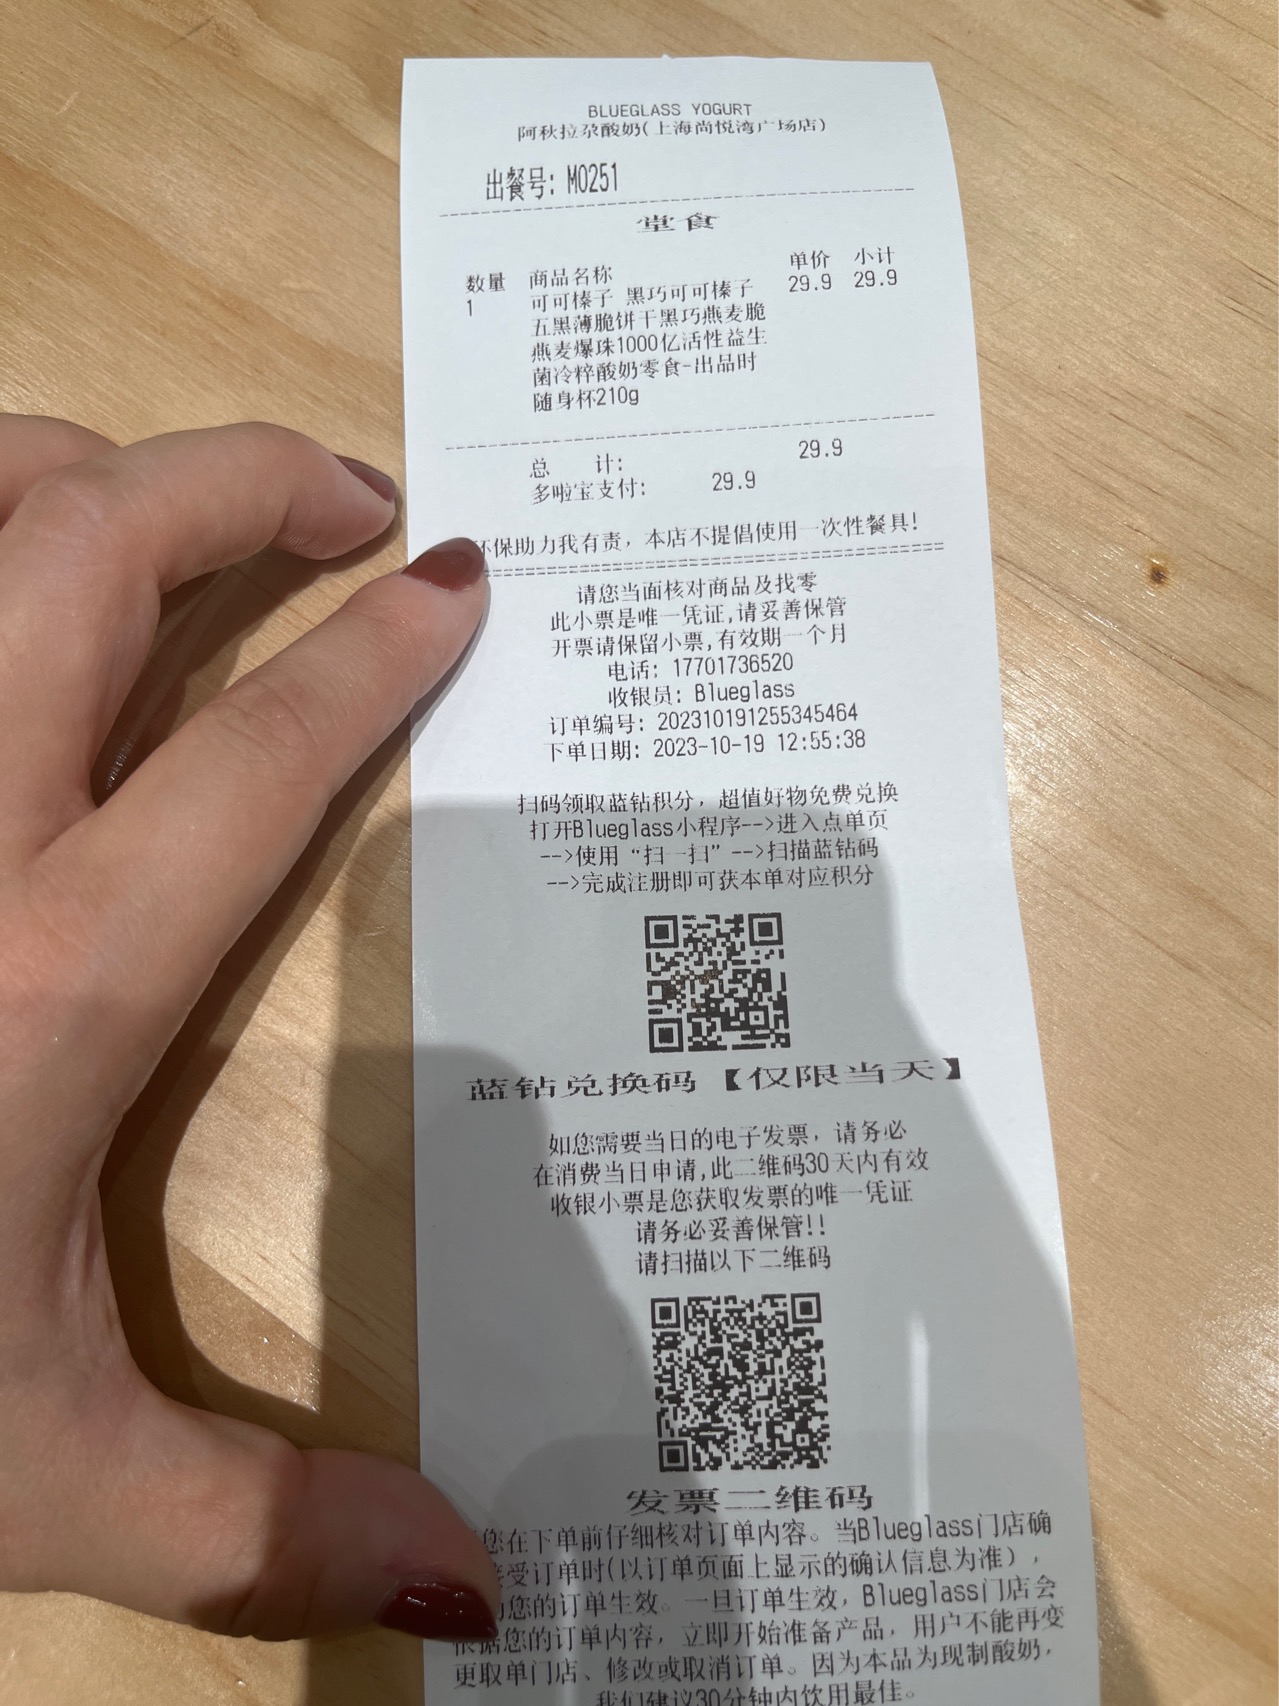 BLUEGLASS YOGURT
阿秋拉尕酸奶(上海尚悦湾广场店)
出餐号: M0251
堂食
数量 商品名称 单价 小计
1 可可榛子 黑巧可可榛子 29.9 29.9
五黑薄脆饼干黑巧燕麦脆
燕麦爆珠1000亿活性益生
菌冷粹酸奶零食-出品时
随身杯210g
总 计: 29.9
多啦宝支付: 29.9
环保助力我有责，本店不提倡使用一次性餐具!
请您当面核对商品及找零
此小票是唯一凭证,请妥善保管
开票请保留小票,有效期一个月
电话: 17701736520
收银员: Blueglass
订单编号: 202310191255345464
下单日期: 2023-10-19 12:55:38
扫码领取蓝钻积分，超值好物免费兑换
打开Blueglass小程序-->进入点单页
-->使用“扫一扫”-->扫描蓝钻码
-->完成注册即可获本单对应积分
蓝钻兑换码【仅限当天】
如您需要当日的电子发票，请务必
在消费当日申请,此二维码30天内有效
收银小票是您获取发票的唯一凭证
请务必妥善保管!!
请扫描以下二维码
发票二维码
您在下单前仔细核对订单内容。当Blueglass门店确
受订单时(以订单页面上显示的确认信息为准)，
您的订单生效。一旦订单生效，Blueglass门店会
根据您的订单内容，立即开始准备产品，用户不能再变
更取单门店、修改或取消订单。因为本品为现制酸奶，
我们建议30分钟内饮用最佳。